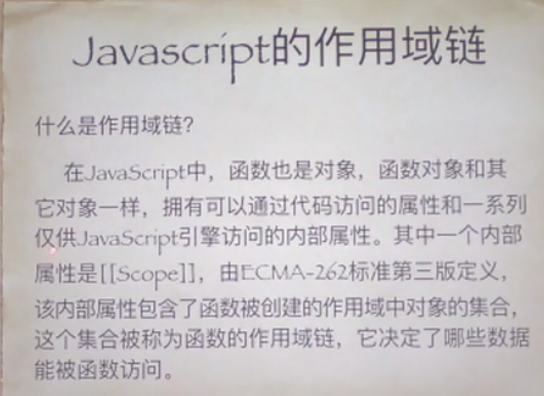 Javascript的作用域链
什么是作用域链?
在JavaScript中，函数也是对象，函数对象和其
它对象一样，拥有可以通过代码访问的属性和一系列
仅供JavaScript引擎访问的内部属性。其中一个内部
属性是[[Scope]]，由ECMA-262标准第三版定义，
该内部属性包含了函数被创建的作用域中对象的集合，
这个集合被称为函数的作用域链，它决定了哪些数据
能被函数访问。